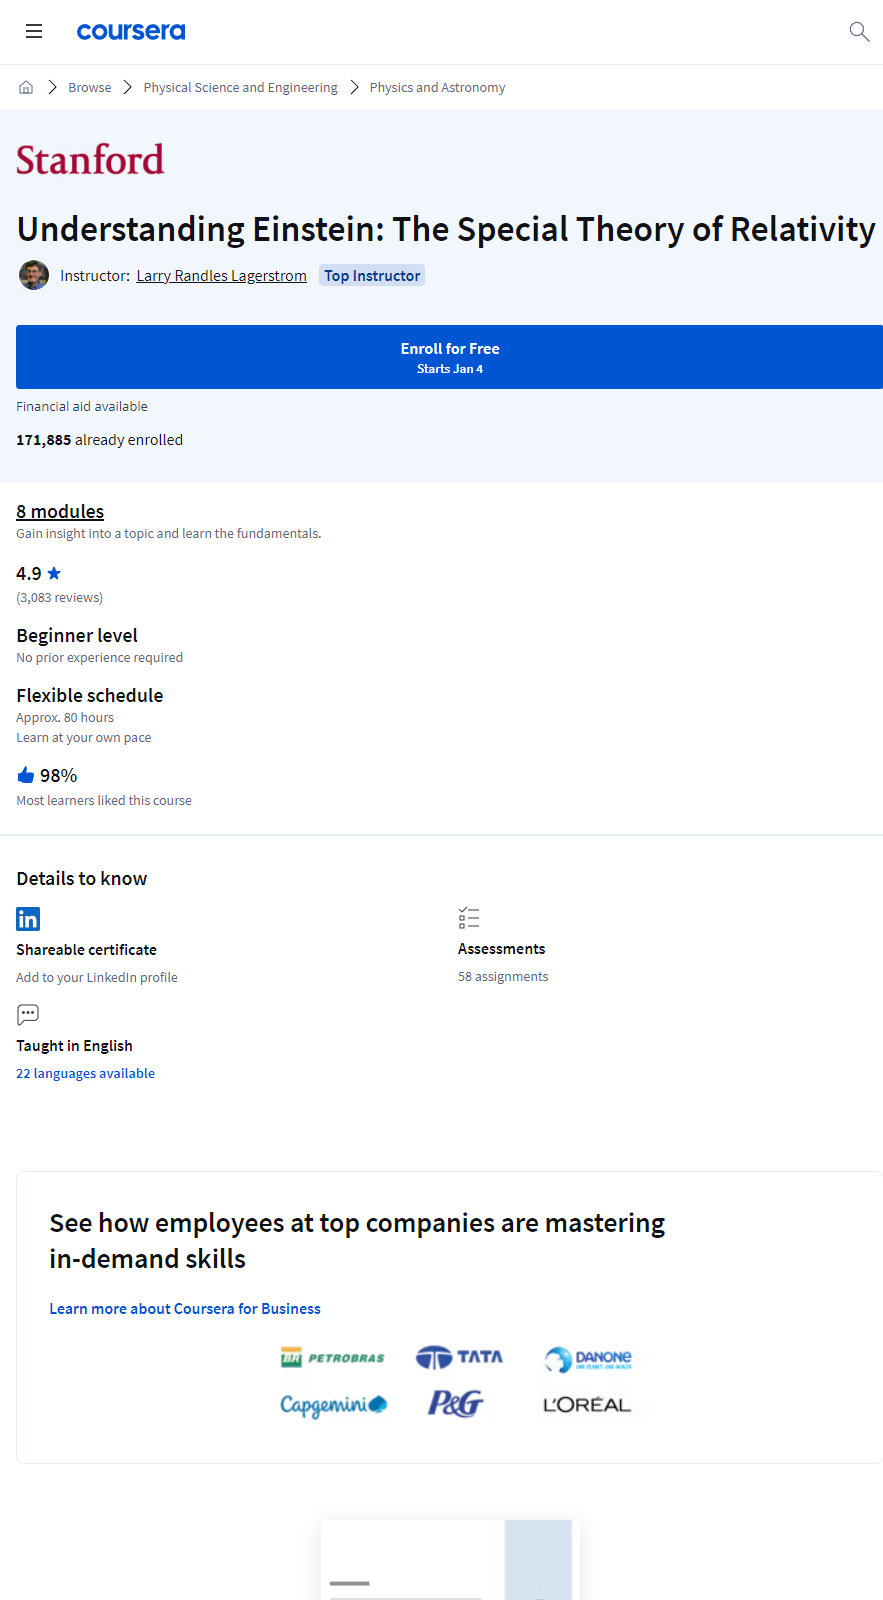 coursera
Browse
Physical Science and Engineering
Physics and Astronomy
Stanford
Understanding Einstein: The Special Theory of Relativity
Instructor: Larry Randles Lagerstrom Top Instructor
Enroll for Free
Starts Jan 4
Financial aid available
171,885 already enrolled
8 modules
Gain insight into a topic and learn the fundamentals.
4.9
(3,083 reviews)
Beginner level
No prior experience required
Flexible schedule
Approx. 80 hours
Learn at your own pace
98%
Most learners liked this course
Details to know
in
Shareable certificate
Add to your LinkedIn profile
Assessments
58 assignments
Taught in English
22 languages available
See how employees at top companies are mastering
in-demand skills
Learn more about Coursera for Business
BR PETROBRAS
TATA
DANONE
ONE PLANET. ONE HEALTH
Capgemini
P&G
L'ORÉAL